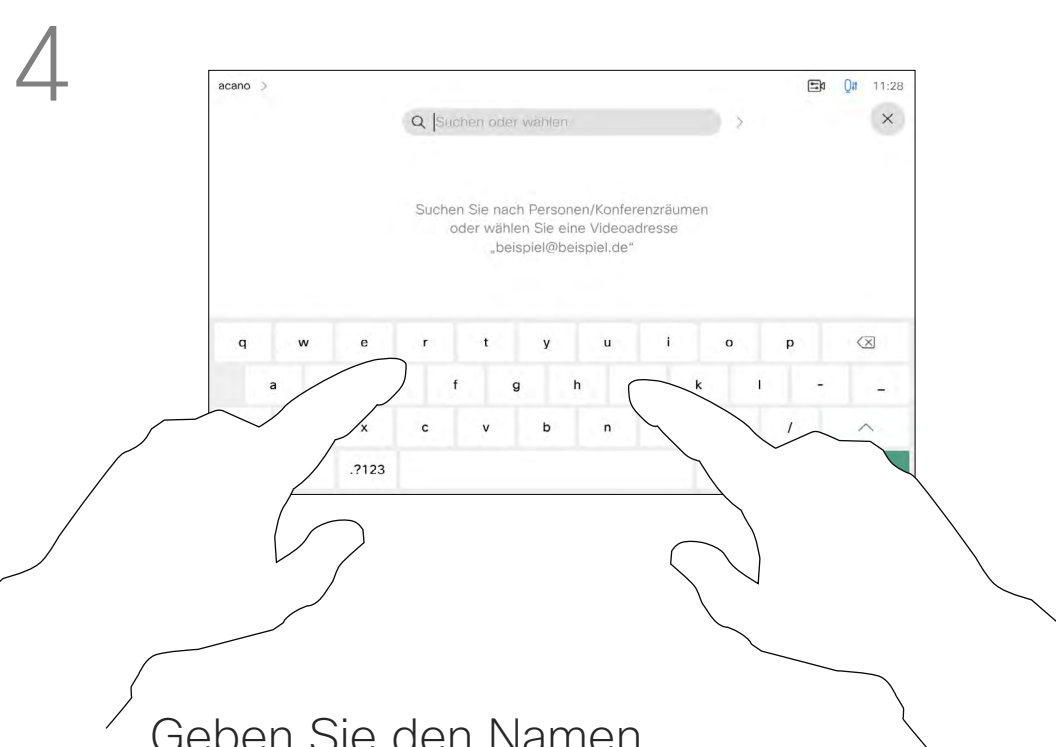 4
acano > 11:28
Suchen oder wählen >
Suchen Sie nach Personen/Konferenzräumen
oder wählen Sie eine Videoadresse
„beispiel@beispiel.de“
q w e r t y u i o p
a f g h k l - _
x c v b n /
.?123
Geben Sie den Namen